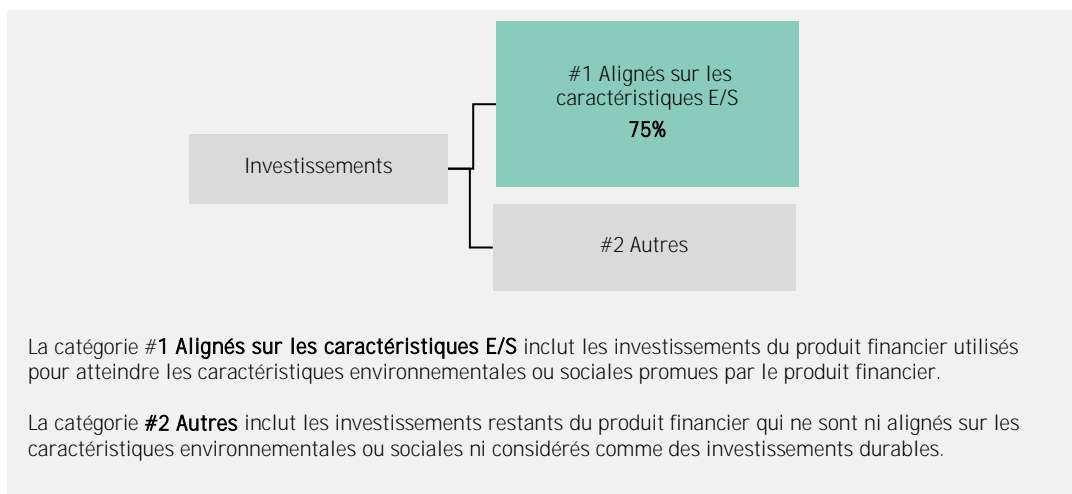 #1 Alignés sur les
caractéristiques E/S
75%
Investissements
#2 Autres
La catégorie #1 Alignés sur les caractéristiques E/S inclut les investissements du produit financier utilisés
pour atteindre les caractéristiques environnementales ou sociales promues par le produit financier.
La catégorie #2 Autres inclut les investissements restants du produit financier qui ne sont ni alignés sur les
caractéristiques environnementales ou sociales ni considérés comme des investissements durables.